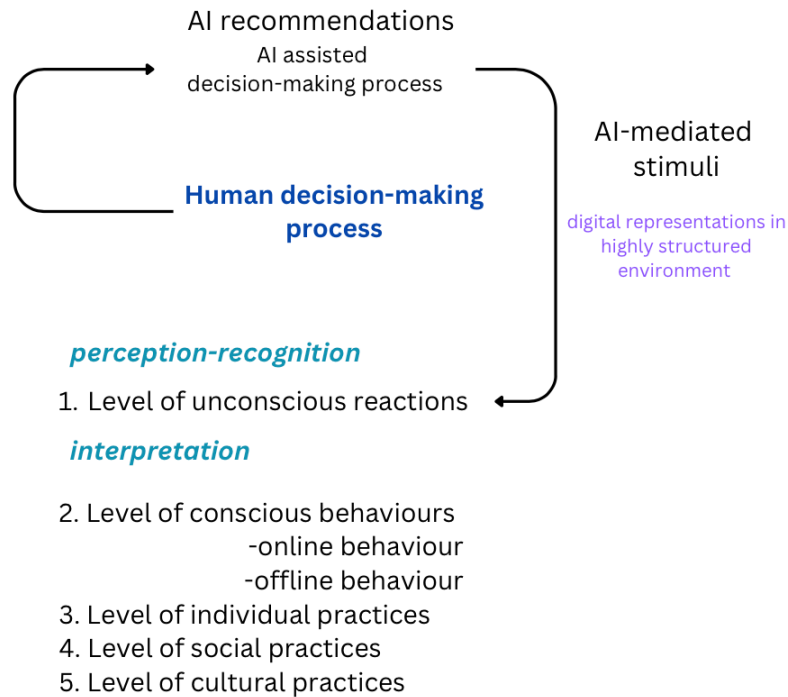 AI recommendations
AI assisted
decision-making process
AI-mediated
stimuli
Human decision-making
process
digital representations in
highly structured
environment
perception-recognition
1. Level of unconscious reactions
interpretation
2. Level of conscious behaviours
-online behaviour
-offline behaviour
3. Level of individual practices
4. Level of social practices
5. Level of cultural practices